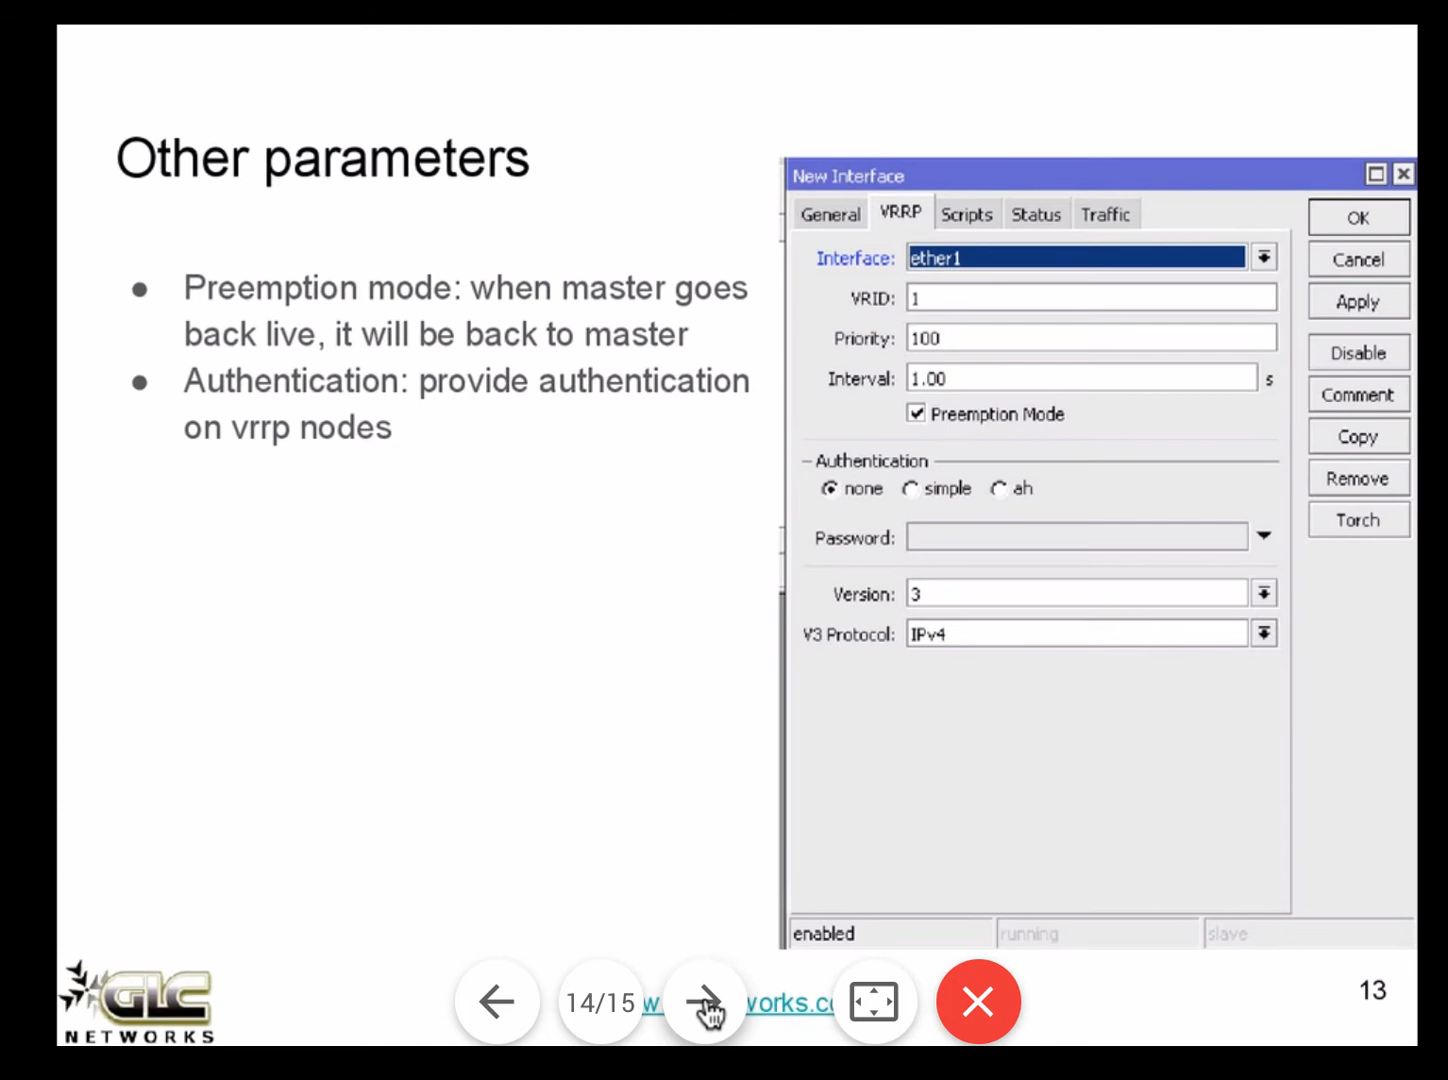 Other parameters
● Preemption mode: when master goes
back live, it will be back to master
● Authentication: provide authentication
on vrrp nodes
New Interface
General VRRP Scripts Status Traffic
Interface: ether1
VRID: 1
Priority: 100
Interval: 1.00 s
Preemption Mode
Authentication
none simple ah
Password:
Version: 3
V3 Protocol: IPv4
OK
Cancel
Apply
Disable
Comment
Copy
Remove
Torch
enabled running slave
GLC
NETWORKS
14/15
13